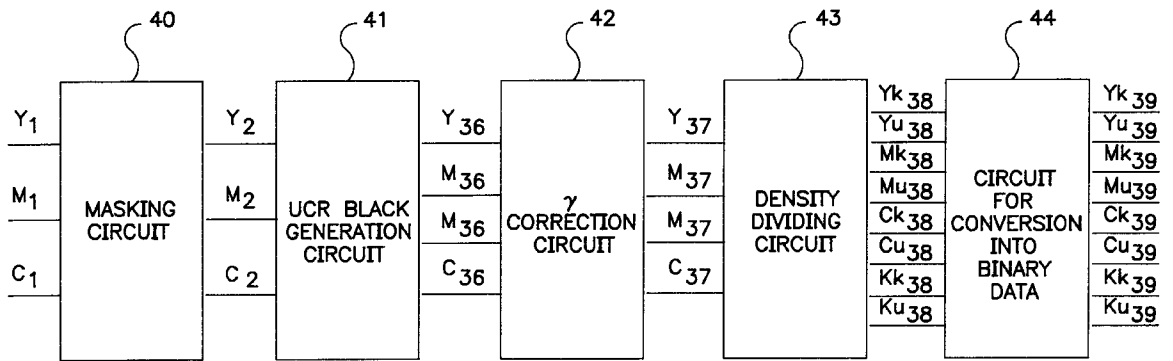 40
41
42
43
44
Y1
M1
C1
MASKING
CIRCUIT
Y2
M2
C2
UCR BLACK
GENERATION
CIRCUIT
Y36
M36
M36
C36
γ
CORRECTION
CIRCUIT
Y37
M37
M37
C37
DENSITY
DIVIDING
CIRCUIT
Yk38
Yu38
Mk38
Mu38
Ck38
Cu38
Kk38
Ku38
CIRCUIT
FOR
CONVERSION
INTO
BINARY
DATA
Yk39
Yu39
Mk39
Mu39
Ck39
Cu39
Kk39
Ku39